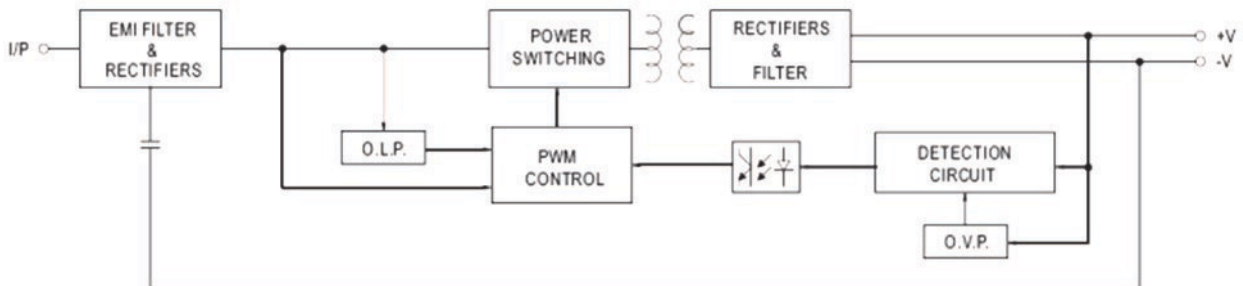 I/P
EMI FILTER
&
RECTIFIERS
POWER
SWITCHING
RECTIFIERS
&
FILTER
+V
-V
O.L.P.
PWM
CONTROL
DETECTION
CIRCUIT
O.V.P.